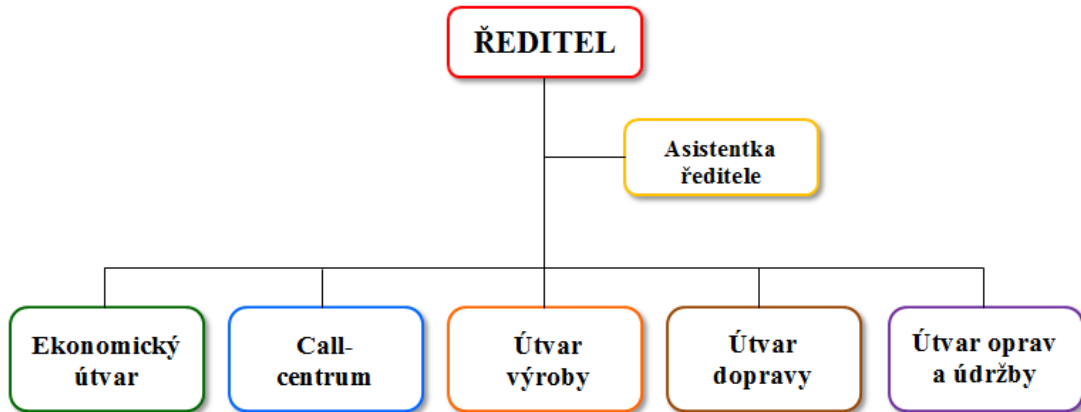 ŘEDITEL
Asistentka
ředitele
Ekonomický
útvar
Call-
centrum
Útvar
výroby
Útvar
dopravy
Útvar oprav
a údržby